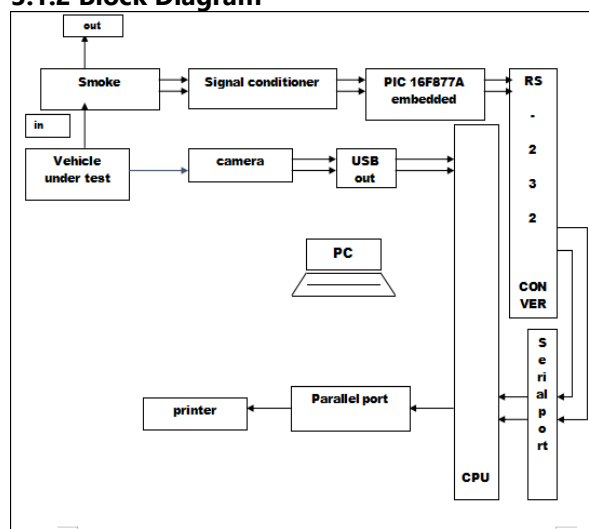 3.1.2 Block Diagram
out
Smoke
Signal conditioner
PIC 16F877A
embedded
RS
-
2
3
2
CON
VER
in
Vehicle
under test
camera
USB
out
PC
S
e
ri
al
p
o
rt
printer
Parallel port
CPU